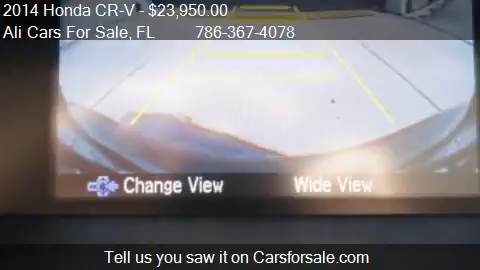 2014 Honda CR-V - $23,950.00
Ali Cars For Sale, FL 786-367-4078
Change View Wide View
Tell us you saw it on Carsforsale.com